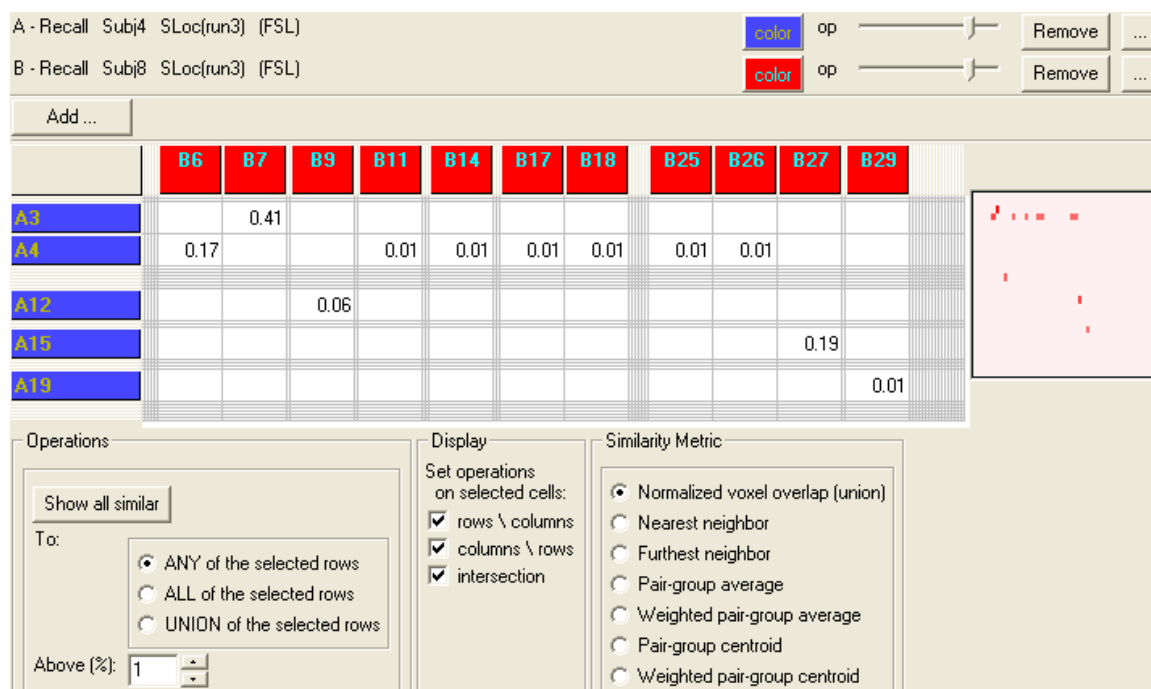 A - Recall Subj4 SLoc(run3) (FSL) color op Remove ...
B - Recall Subj8 SLoc(run3) (FSL) color op Remove ...
Add ...
B6 B7 B9 B11 B14 B17 B18 B25 B26 B27 B29
A3 0.41
A4 0.17 0.01 0.01 0.01 0.01 0.01 0.01
A12 0.06
A15 0.19
A19 0.01
Operations
Show all similar
To:
ANY of the selected rows
ALL of the selected rows
UNION of the selected rows
Above (%): 1
Display
Set operations
on selected cells:
rows \ columns
columns \ rows
intersection
Similarity Metric
Normalized voxel overlap (union)
Nearest neighbor
Furthest neighbor
Pair-group average
Weighted pair-group average
Pair-group centroid
Weighted pair-group centroid